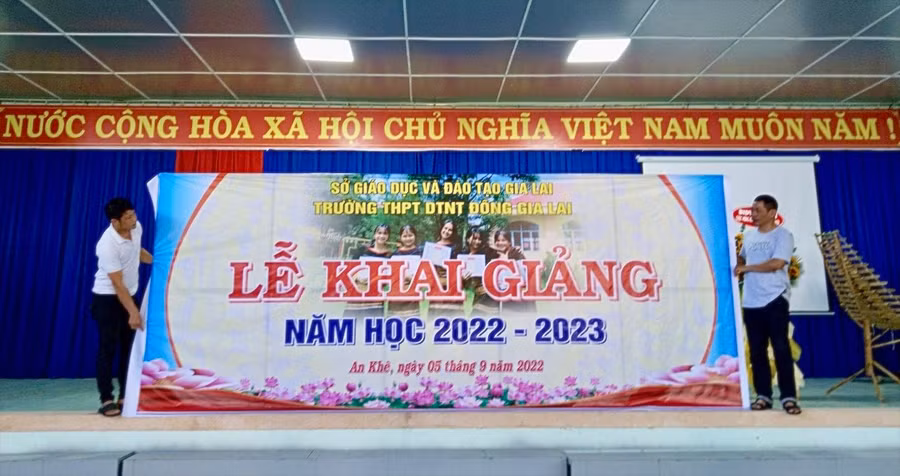 NƯỚC CỘNG HÒA XÃ HỘI CHỦ NGHĨA VIỆT NAM MUÔN NĂM !
SỞ GIÁO DỤC VÀ ĐÀO TẠO GIA LAI
TRƯỜNG THPT DTNT ĐÔNG GIA LAI
LỄ KHAI GIẢNG
NĂM HỌC 2022 - 2023
An Khê, ngày 05 tháng 9 năm 2022